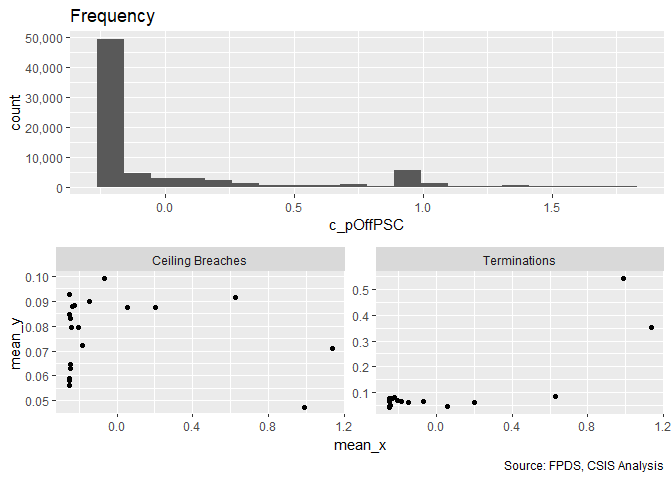 Frequency
50,000
40,000
30,000
20,000
10,000
0
count
0.0 0.5 1.0 1.5
c_pOffPSC
Ceiling Breaches
Terminations
0.10
0.09
0.08
0.07
0.06
0.05
mean_y
0.5
0.4
0.3
0.2
0.1
0.0 0.4 0.8 1.2
0.0 0.4 0.8 1.2
mean_x
Source: FPDS, CSIS Analysis